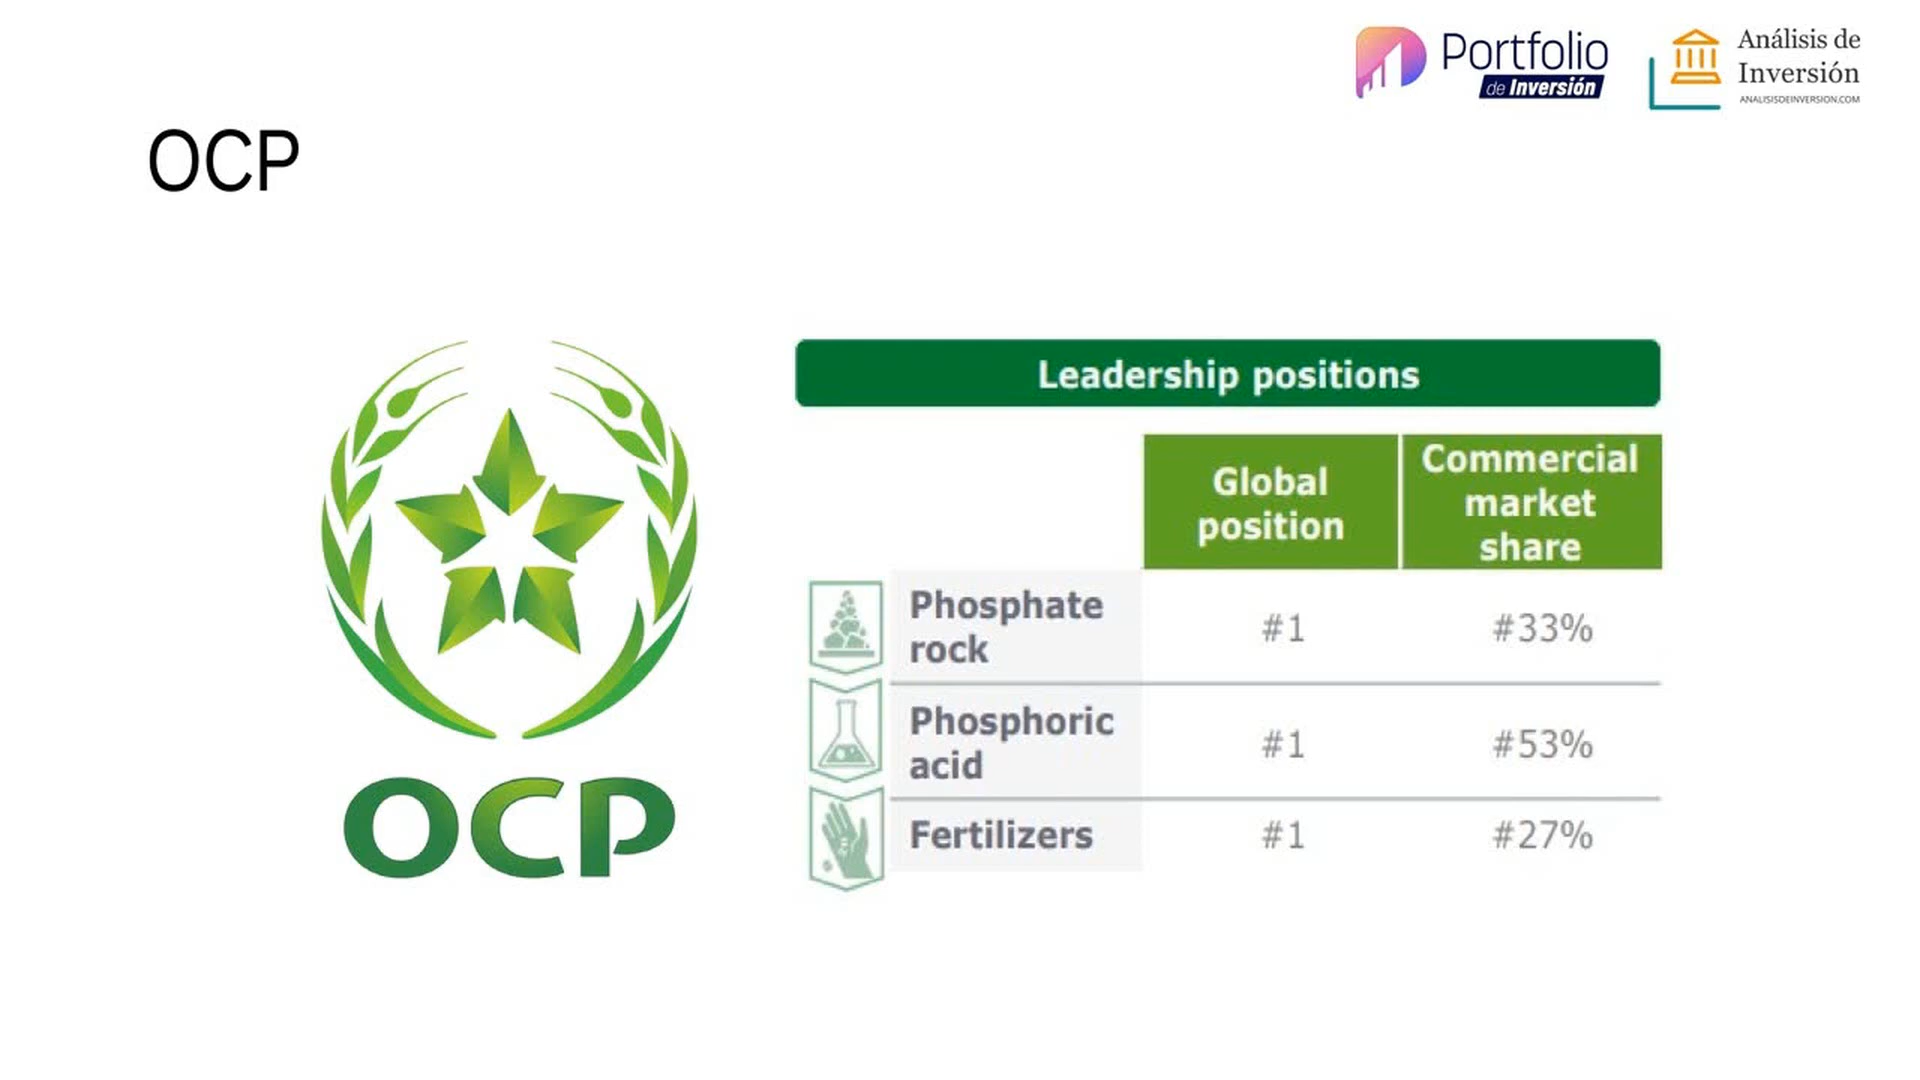 Portfolio
de Inversión
Análisis de
Inversión
ANALISISDEINVERSION.COM
OCP
Leadership positions
Global
position
Commercial
market
share
Phosphate
rock
#1
#33%
Phosphoric
acid
#1
#53%
Fertilizers
#1
#27%
OCP